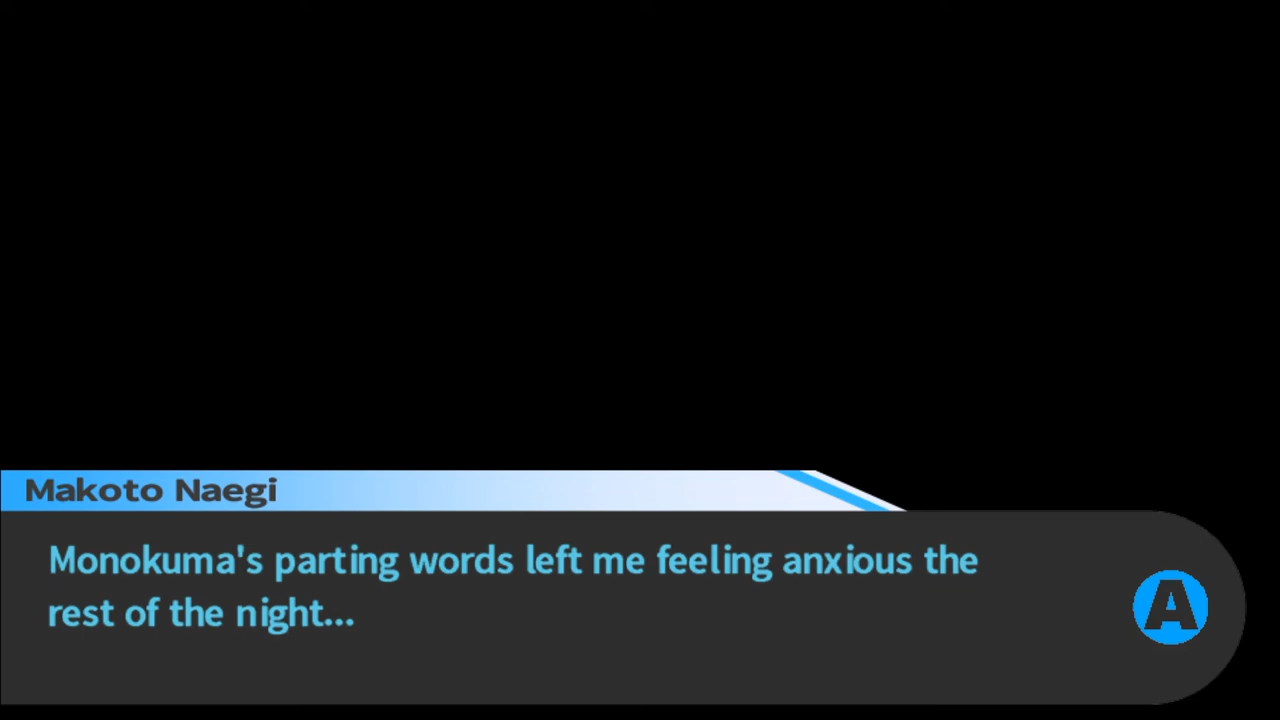 Makoto Naegi
Monokuma's parting words left me feeling anxious the
rest of the night...
A